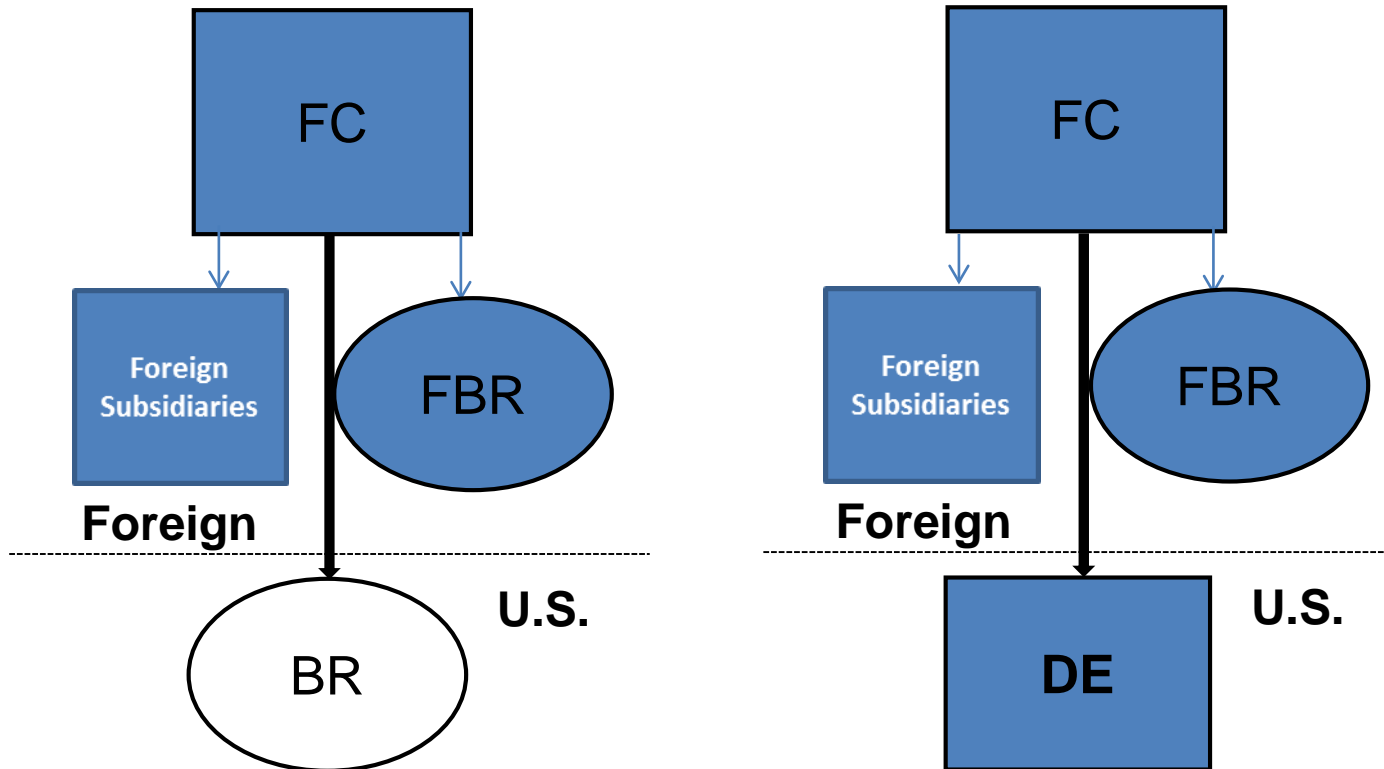 FC
Foreign
Subsidiaries
FBR
Foreign
U.S.
BR
FC
Foreign
Subsidiaries
FBR
Foreign
U.S.
DE